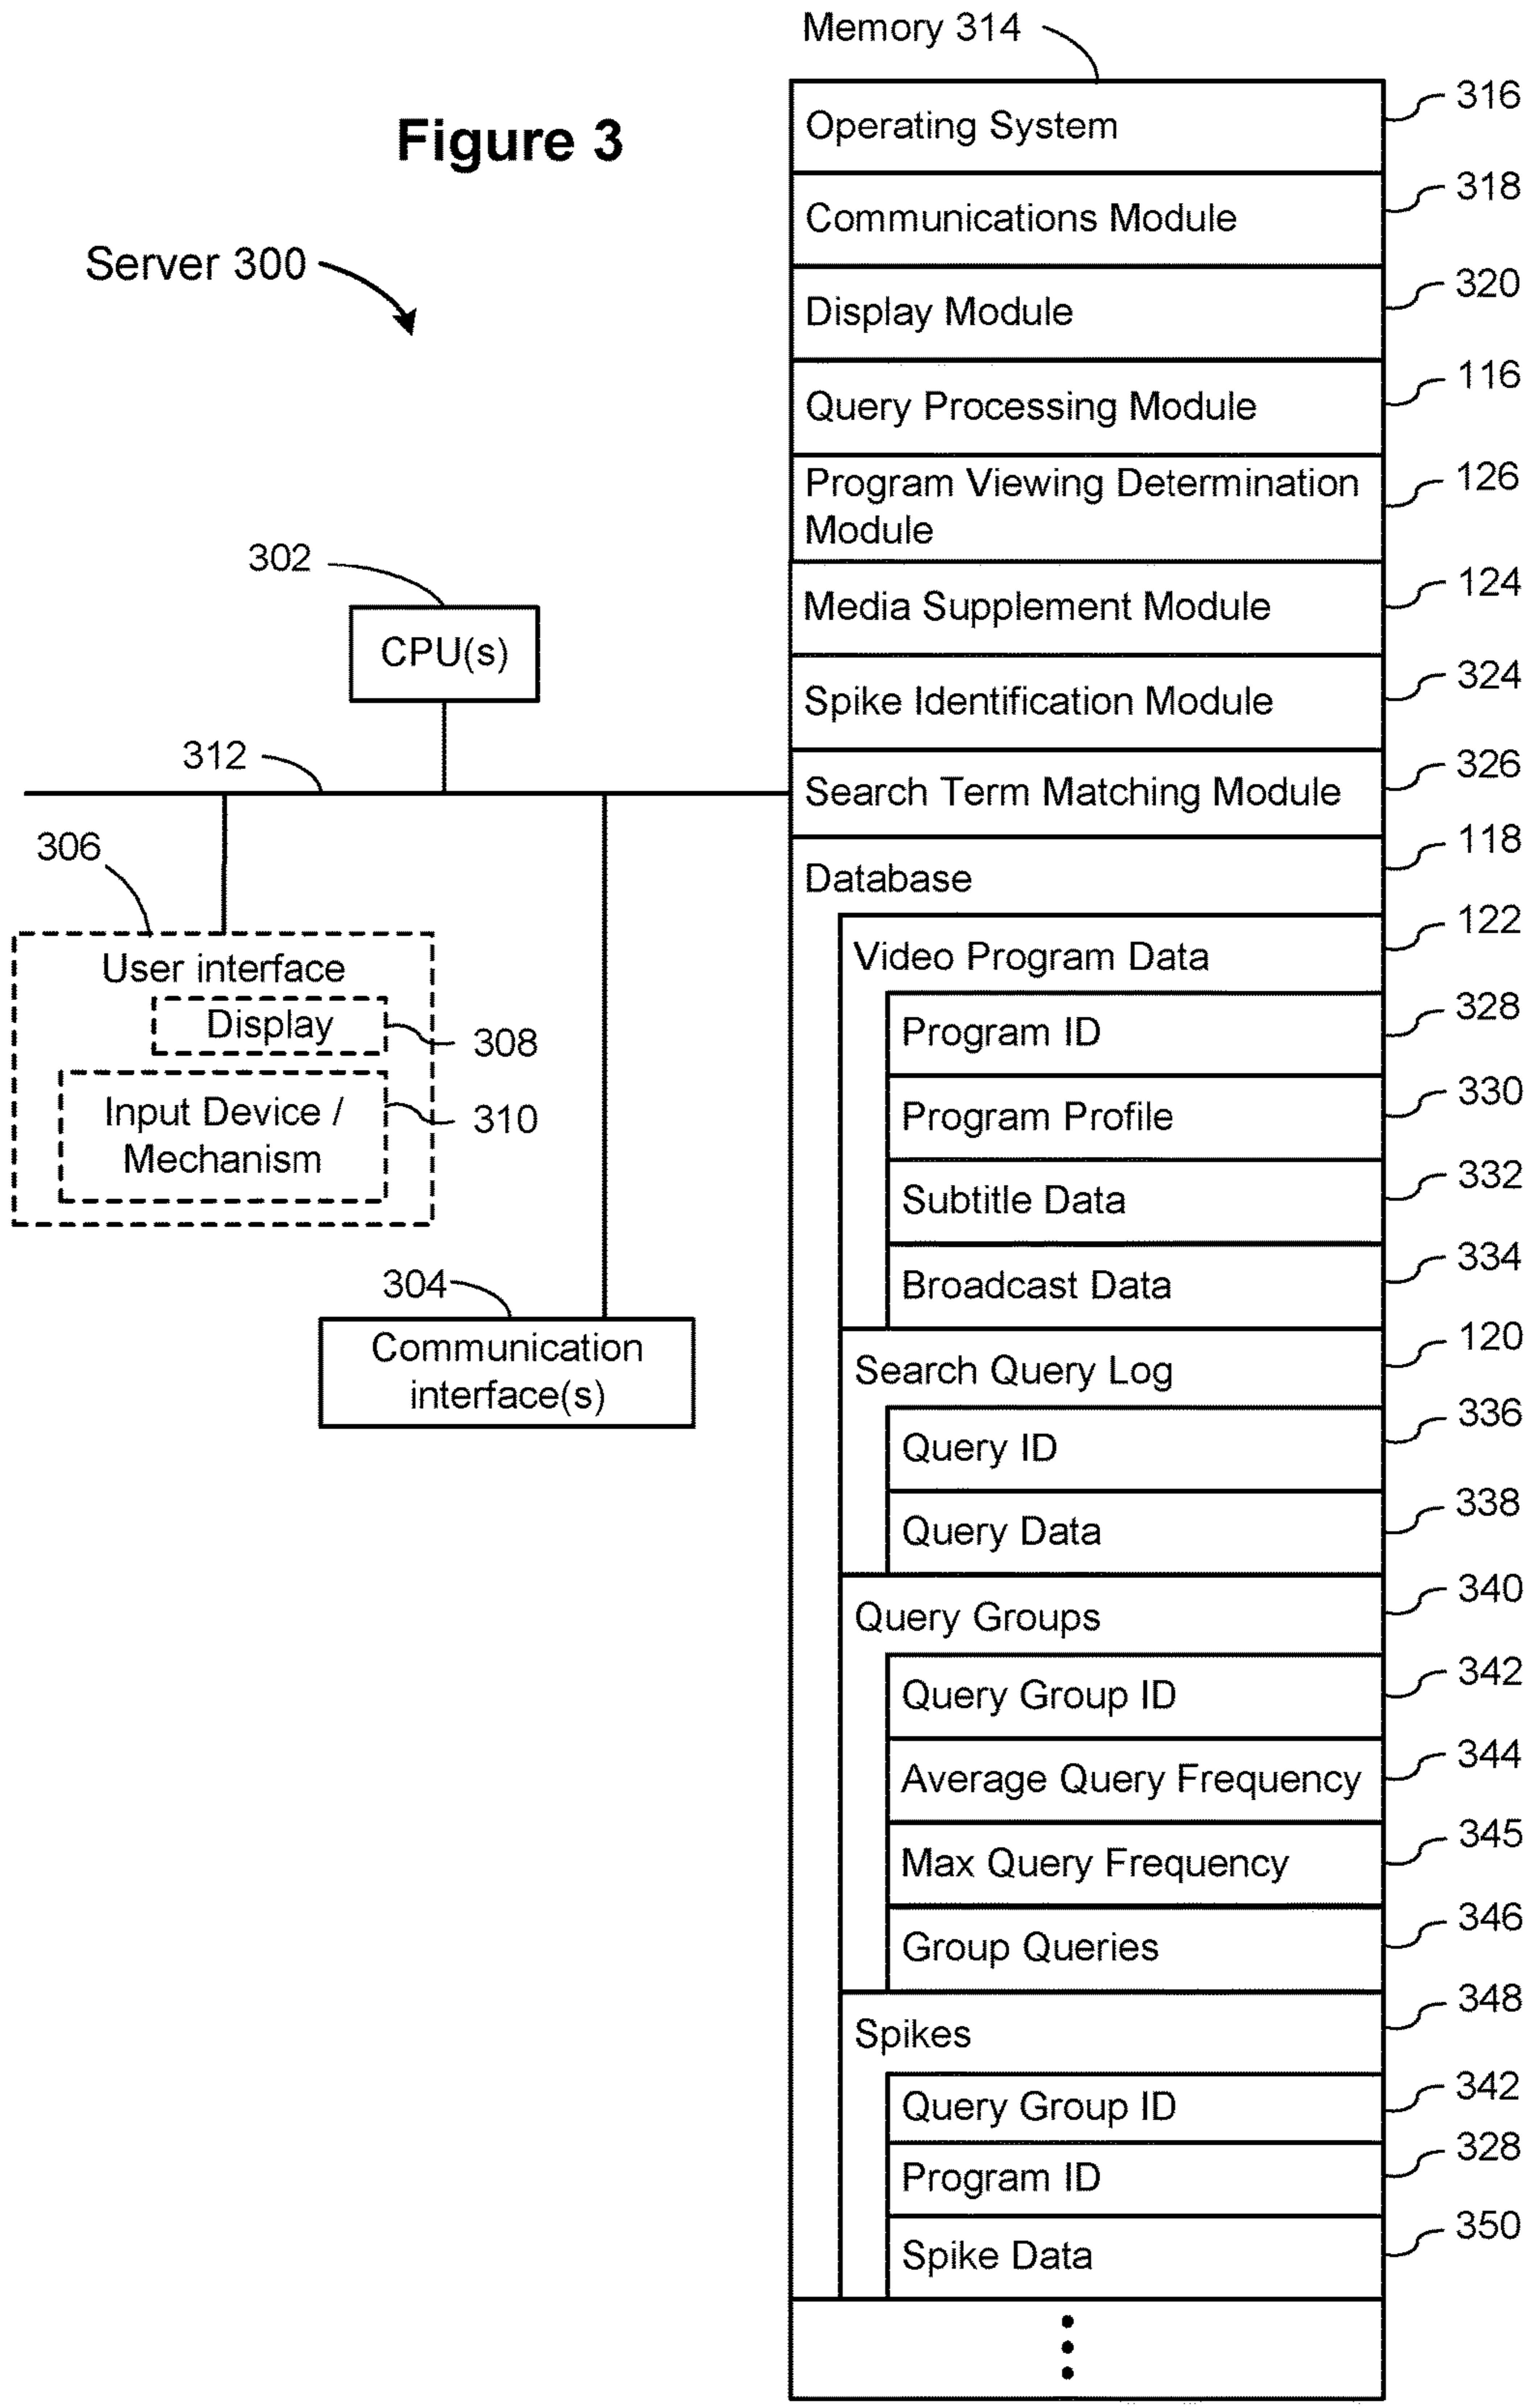 Memory 314
Figure 3
Server 300
Operating System
316
Communications Module
318
Display Module
320
Query Processing Module
116
Program Viewing Determination
Module
126
Media Supplement Module
124
Spike Identification Module
324
Search Term Matching Module
326
302
CPU(s)
312
306
User interface
Display
308
Input Device /
Mechanism
310
304
Communication
interface(s)
Database
118
Video Program Data
122
Program ID
328
Program Profile
330
Subtitle Data
332
Broadcast Data
334
Search Query Log
120
Query ID
336
Query Data
338
Query Groups
340
Query Group ID
342
Average Query Frequency
344
Max Query Frequency
345
Group Queries
346
Spikes
348
Query Group ID
342
Program ID
328
Spike Data
350